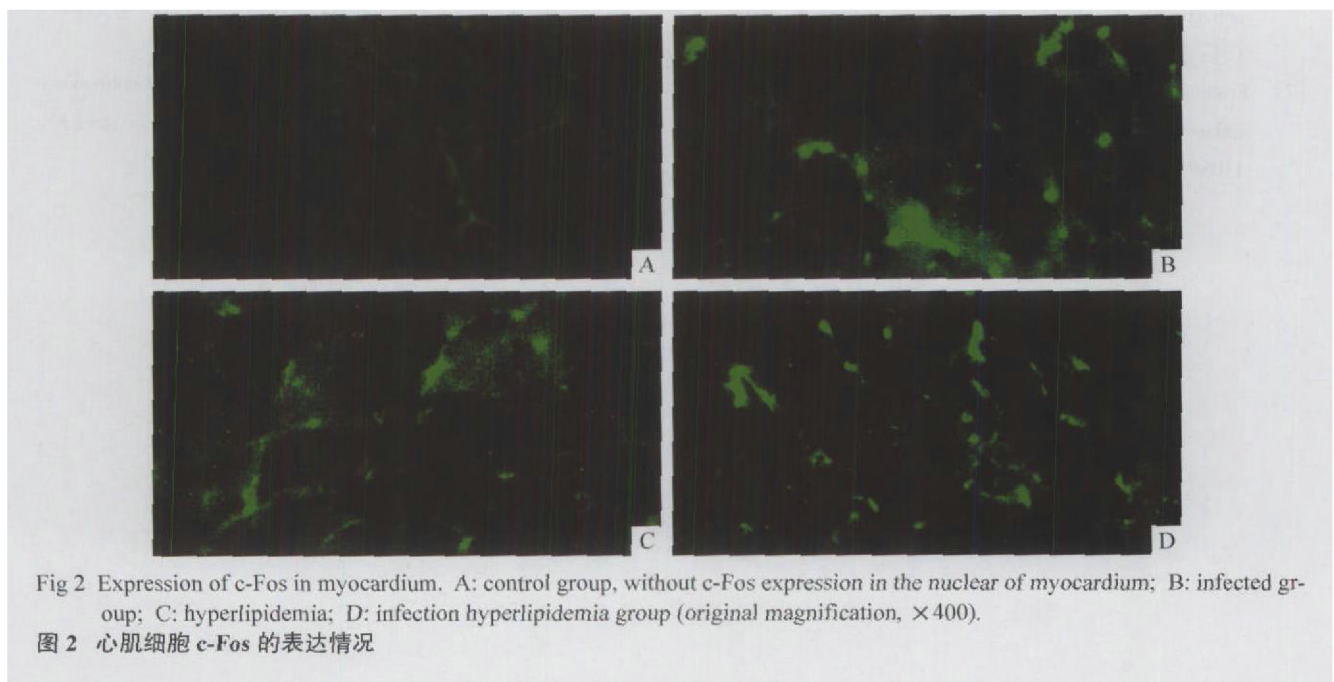 A
B
C
D
Fig 2 Expression of c-Fos in myocardium. A: control group, without c-Fos expression in the nuclear of myocardium; B: infected gr-
oup; C: hyperlipidemia; D: infection hyperlipidemia group (original magnification, ×400).
图 2 心肌细胞 c-Fos 的表达情况